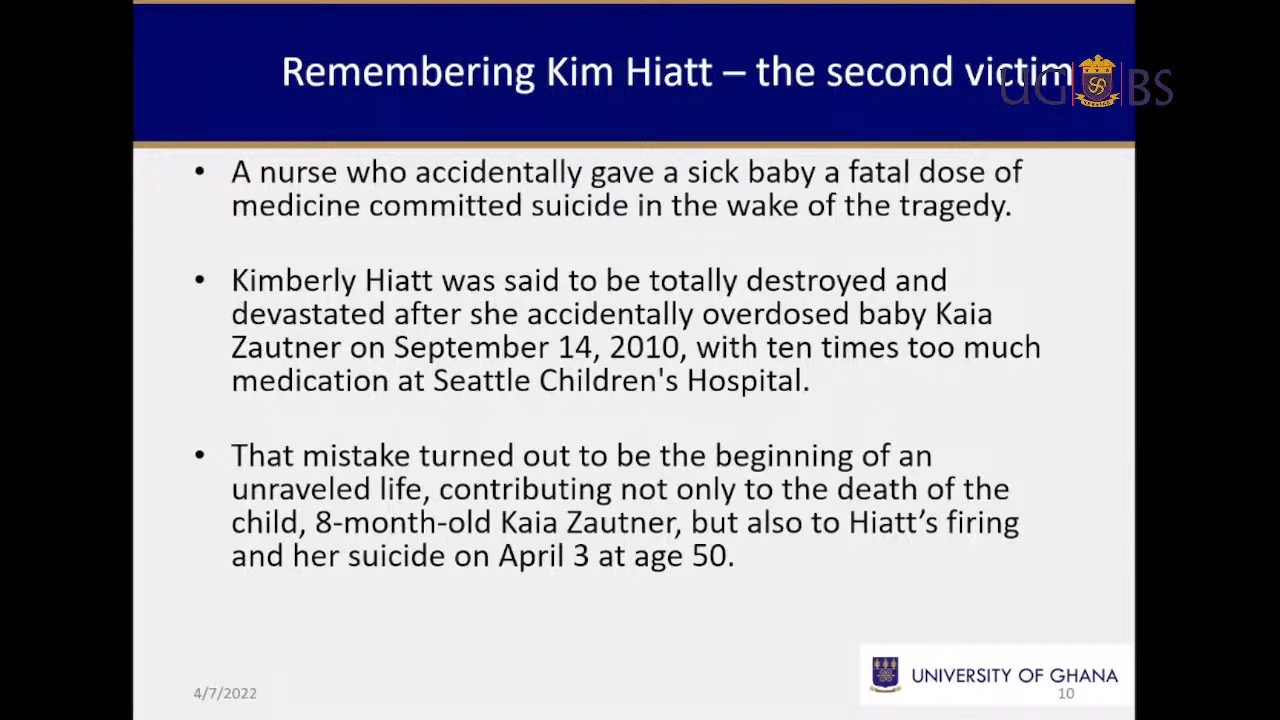 Remembering Kim Hiatt – the second victim
UG BS
• A nurse who accidentally gave a sick baby a fatal dose of
medicine committed suicide in the wake of the tragedy.
• Kimberly Hiatt was said to be totally destroyed and
devastated after she accidentally overdosed baby Kaia
Zautner on September 14, 2010, with ten times too much
medication at Seattle Children's Hospital.
• That mistake turned out to be the beginning of an
unraveled life, contributing not only to the death of the
child, 8-month-old Kaia Zautner, but also to Hiatt’s firing
and her suicide on April 3 at age 50.
4/7/2022
UNIVERSITY OF GHANA
10